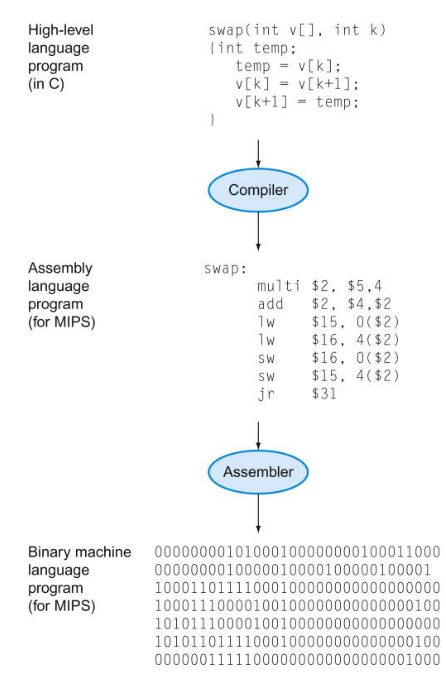 High-level
language
program
(in C)
swap(int v[], int k)
{int temp;
temp = v[k];
v[k] = v[k+1];
v[k+1] = temp;
}
Compiler
Assembly
language
program
(for MIPS)
swap:
multi $2, $5,4
add $2, $4,$2
lw $15, 0($2)
lw $16, 4($2)
sw $16, 0($2)
sw $15, 4($2)
jr $31
Assembler
Binary machine
language
program
(for MIPS)
00000000101000100000000100011000
0000000010000010000100000100001
10001101111000100000000000000000
10001110000100100000000000000100
10101110000100100000000000000000
10101101111000100000000000000100
00000011111000000000000000001000